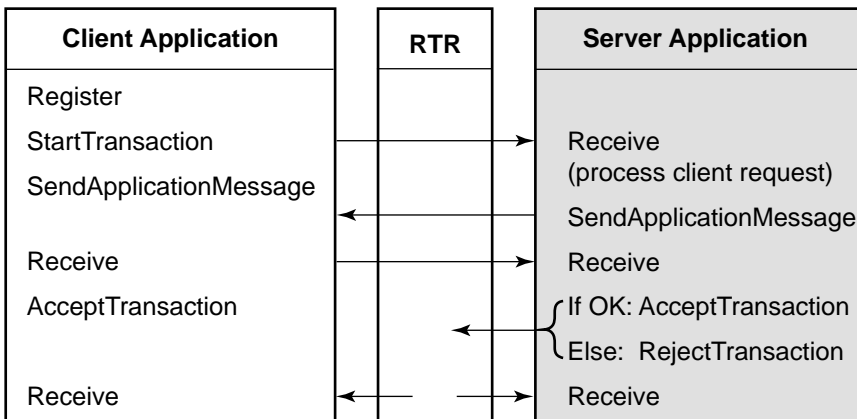 Client Application
RTR
Server Application
Register
StartTransaction
Receive
(process client request)
SendApplicationMessage
SendApplicationMessage
Receive
Receive
AcceptTransaction
If OK: AcceptTransaction
Else: RejectTransaction
Receive
Receive